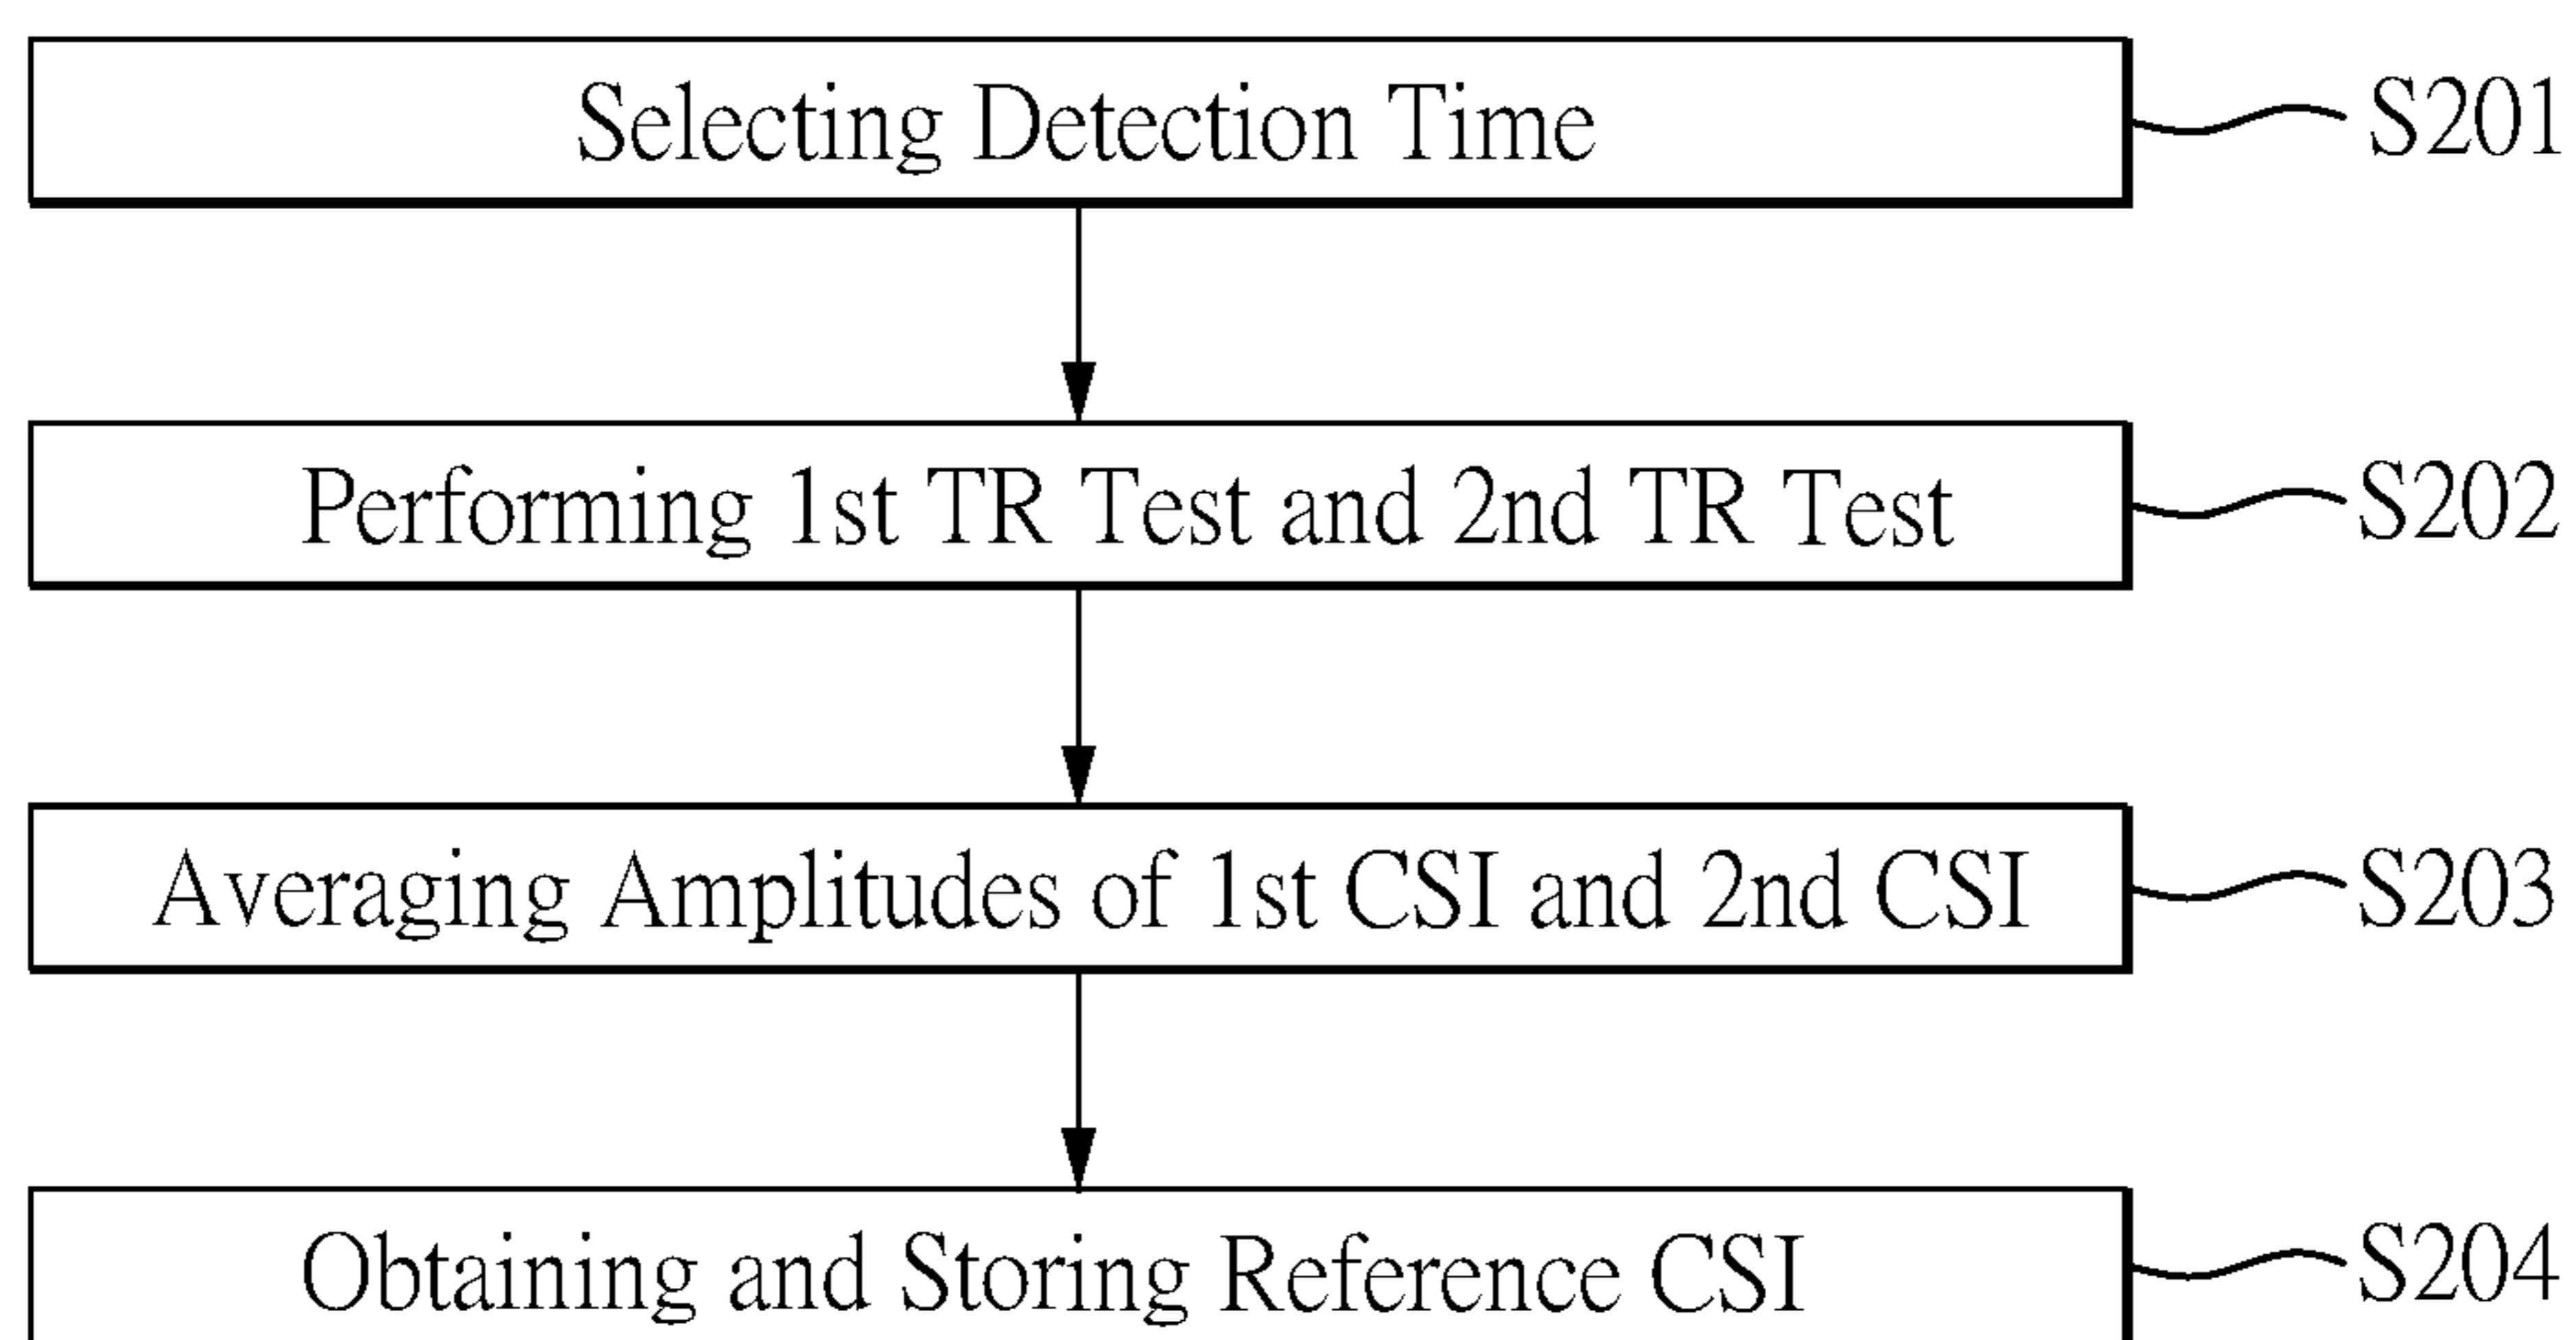 Selecting Detection Time S201
Performing 1st TR Test and 2nd TR Test S202
Averaging Amplitudes of 1st CSI and 2nd CSI S203
Obtaining and Storing Reference CSI S204